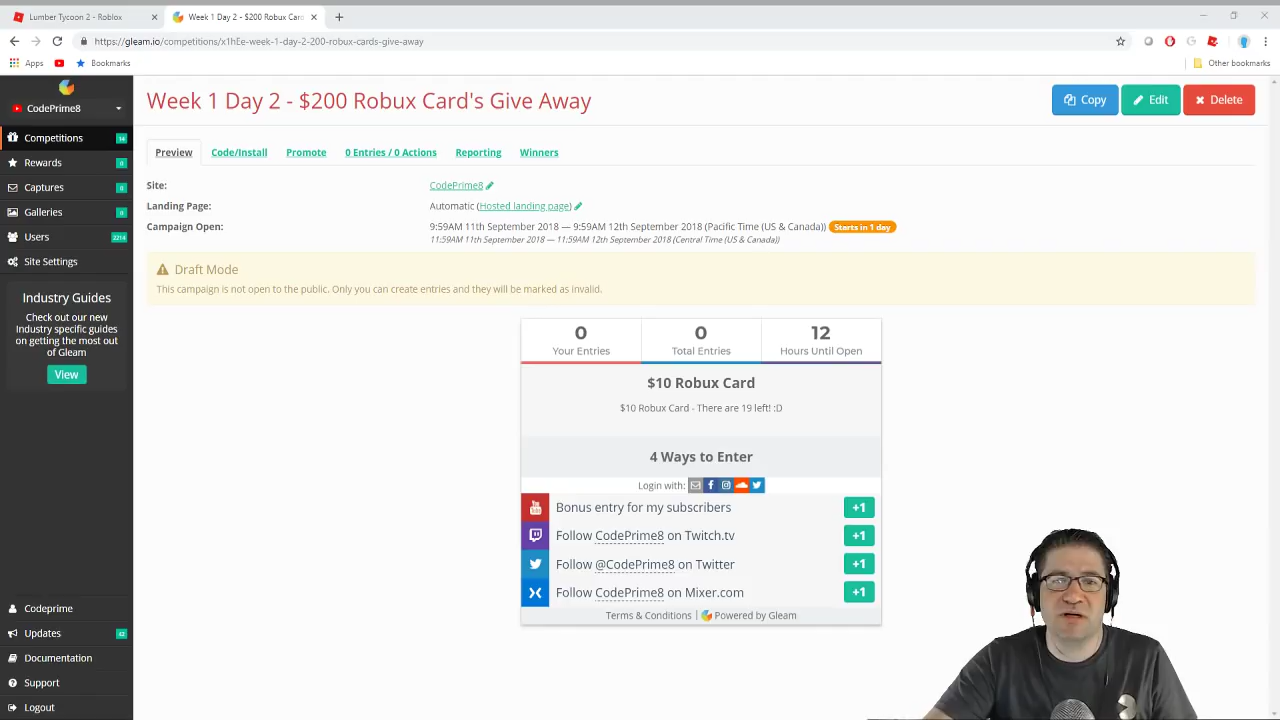 Lumber Tycoon 2 - Roblox
Week 1 Day 2 - $200 Robux Car
https://gleam.io/competitions/x1hEe-week-1-day-2-200-robux-cards-give-away
Apps
Bookmarks
Other bookmarks
CodePrime8
Competitions 14
Rewards 0
Captures 0
Galleries 0
Users 2214
Site Settings
Industry Guides
Check out our new
Industry specific guides
on getting the most out
of Gleam
View
Codeprime
Updates 42
Documentation
Support
Logout
Week 1 Day 2 - $200 Robux Card's Give Away
Copy
Edit
Delete
Preview
Code/Install
Promote
0 Entries / 0 Actions
Reporting
Winners
Site: CodePrime8
Landing Page: Automatic (Hosted landing page)
Campaign Open: 9:59AM 11th September 2018 — 9:59AM 12th September 2018 (Pacific Time (US & Canada)) Starts in 1 day
11:59AM 11th September 2018 — 11:59AM 12th September 2018 (Central Time (US & Canada))
Draft Mode
This campaign is not open to the public. Only you can create entries and they will be marked as invalid.
0 0 12
Your Entries Total Entries Hours Until Open
$10 Robux Card
$10 Robux Card - There are 19 left! :D
4 Ways to Enter
Login with:
Bonus entry for my subscribers +1
Follow CodePrime8 on Twitch.tv +1
Follow @CodePrime8 on Twitter +1
Follow CodePrime8 on Mixer.com +1
Terms & Conditions | Powered by Gleam